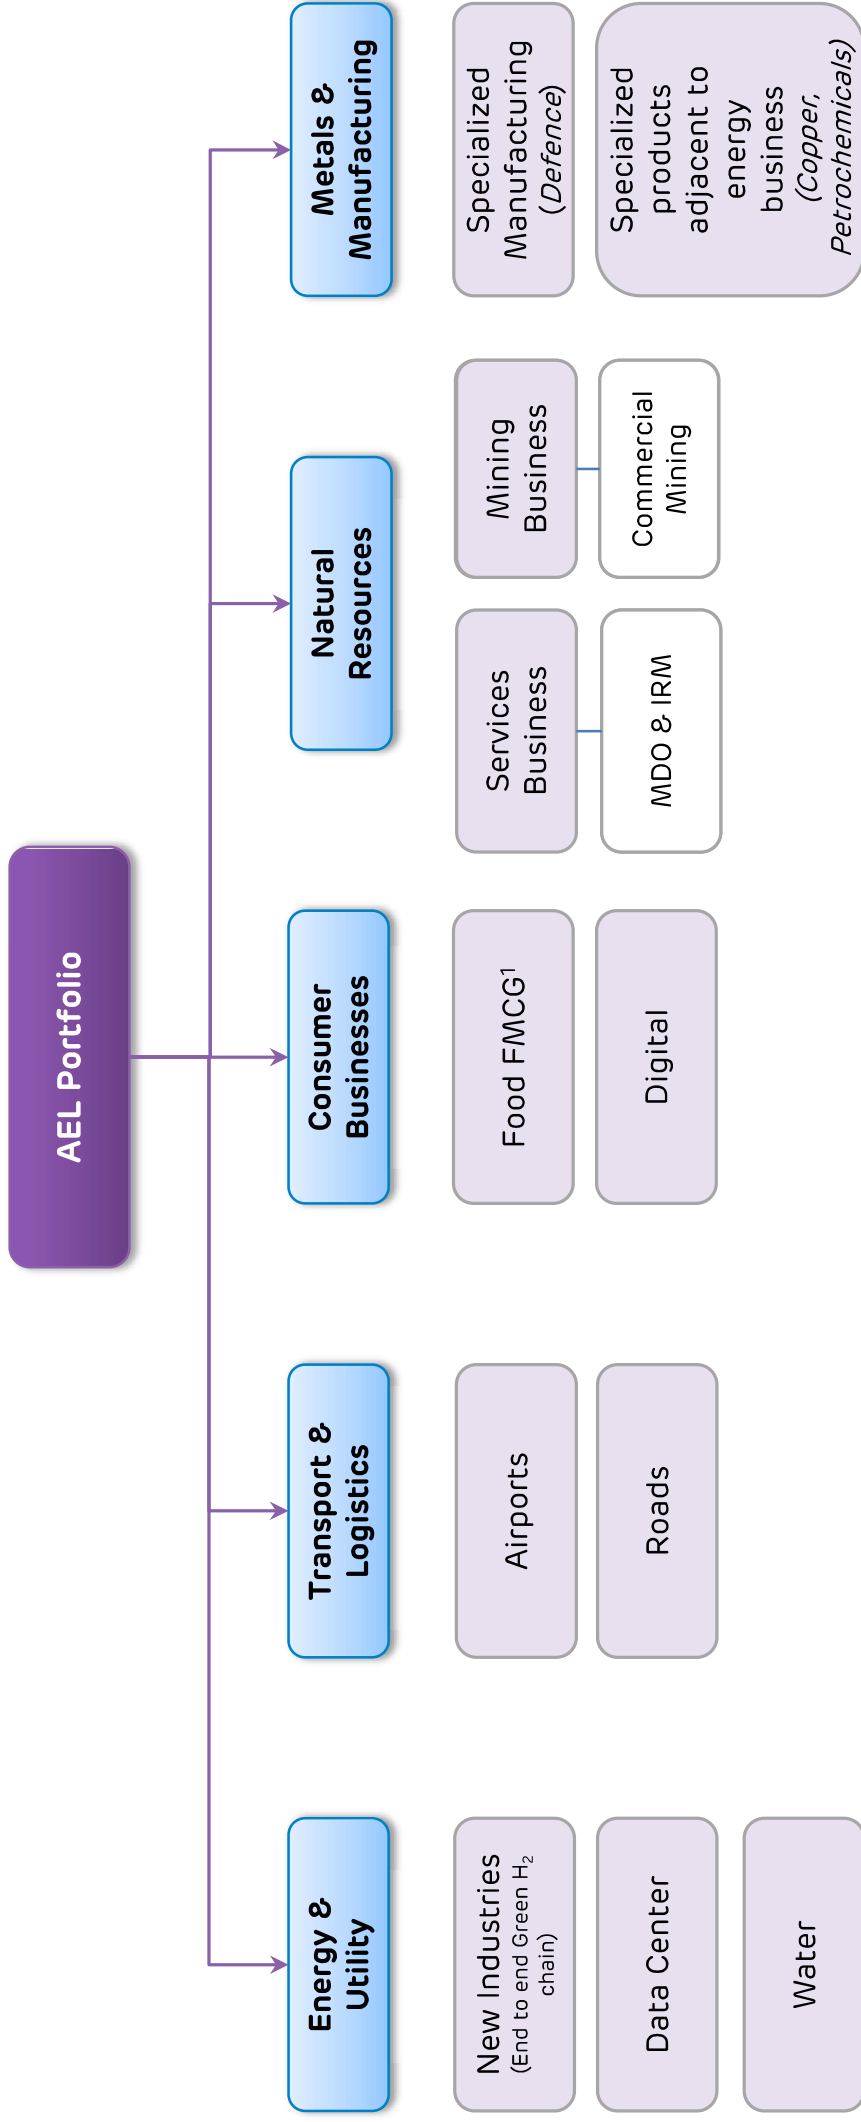 AEL Portfolio
Energy &
Utility
Transport &
Logistics
Consumer
Businesses
Natural
Resources
Metals &
Manufacturing
New Industries
(End to end Green H₂
chain)
Data Center
Water
Airports
Roads
Food FMCG¹
Digital
Services
Business
MDO & IRM
Mining
Business
Commercial
Mining
Specialized
Manufacturing
(Defence)
Specialized
products
adjacent to
energy
business
(Copper,
Petrochemicals)